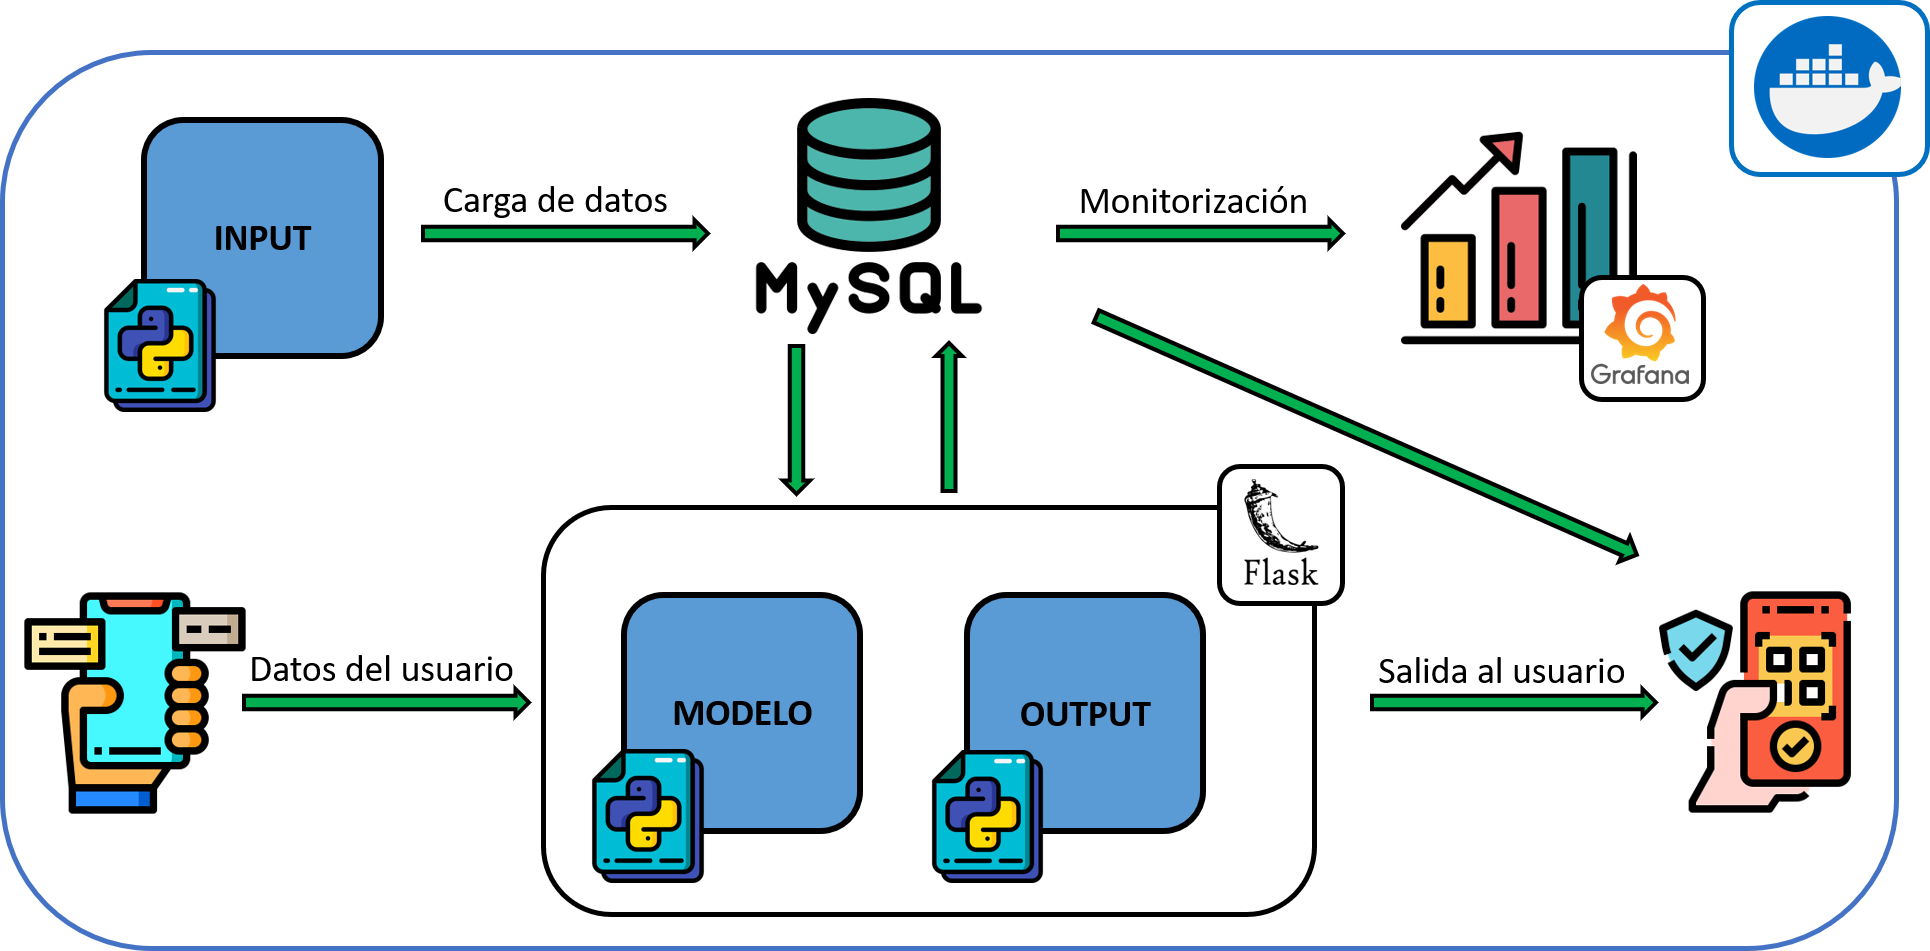 INPUT
Carga de datos
MySQL
Monitorización
Grafana
Flask
Datos del usuario
MODELO
OUTPUT
Salida al usuario